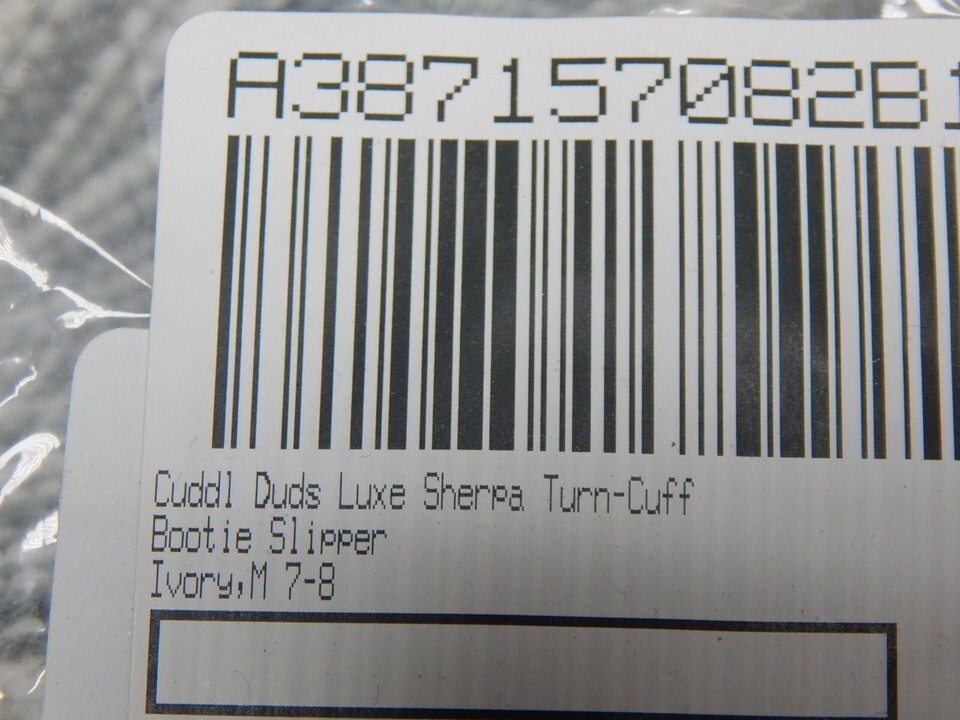 A387157082B1
Cuddl Duds Luxe Sherpa Turn-Cuff
Bootie Slipper
Ivory,M 7-8